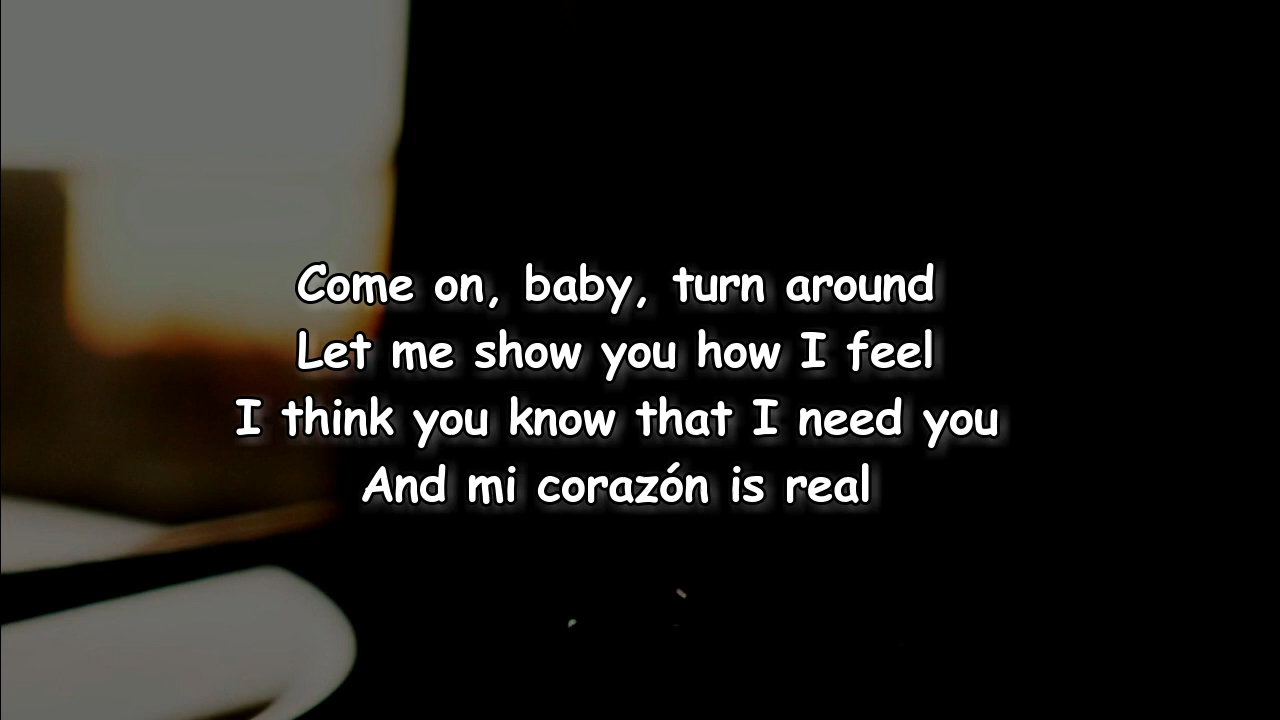 Come on, baby, turn around
Let me show you how I feel
I think you know that I need you
And mi corazón is real